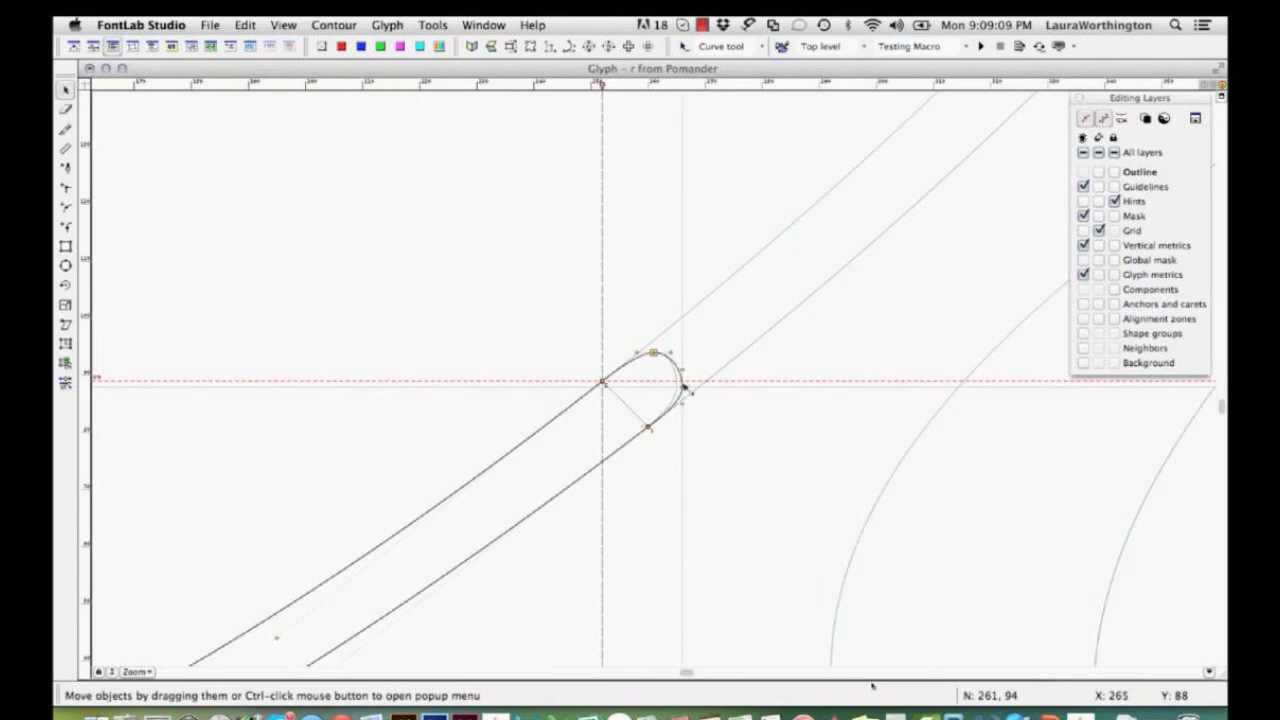 FontLab Studio File Edit View Contour Glyph Tools Window Help 18 Mon 9:09:09 PM LauraWorthington
Curve tool Top level Testing Macro
Glyph – r from Pomander
Editing Layers
All layers
Outline
Guidelines
Hints
Mask
Grid
Vertical metrics
Global mask
Glyph metrics
Components
Anchors and carets
Alignment zones
Shape groups
Neighbors
Background
Zoom
Move objects by dragging them or Ctrl-click mouse button to open popup menu N: 261, 94 X: 265 Y: 88